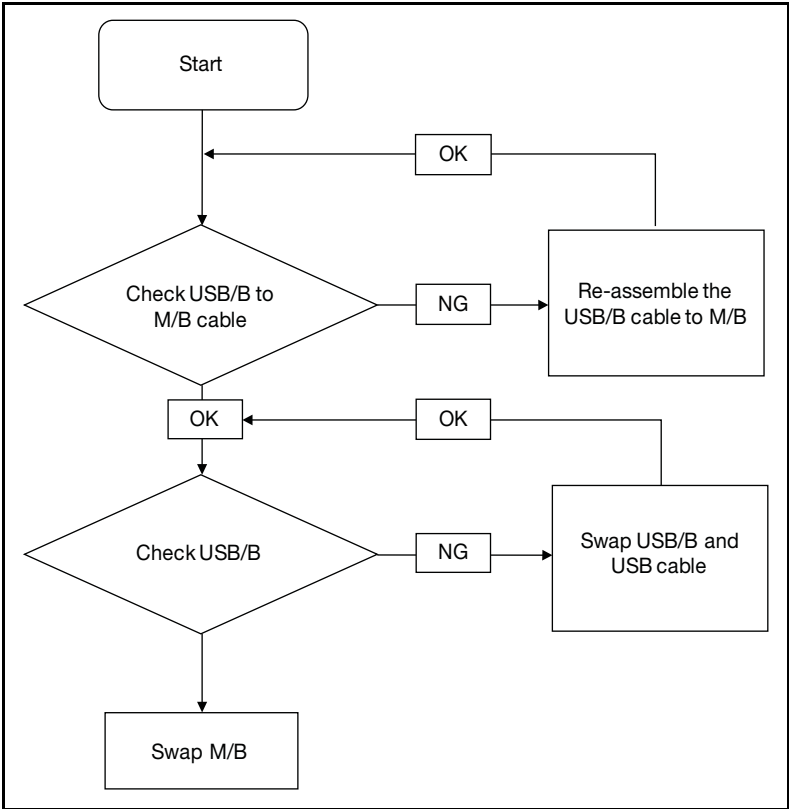 Start
OK
Check USB/B to
M/B cable
NG
Re-assemble the
USB/B cable to M/B
OK
OK
Check USB/B
NG
Swap USB/B and
USB cable
Swap M/B